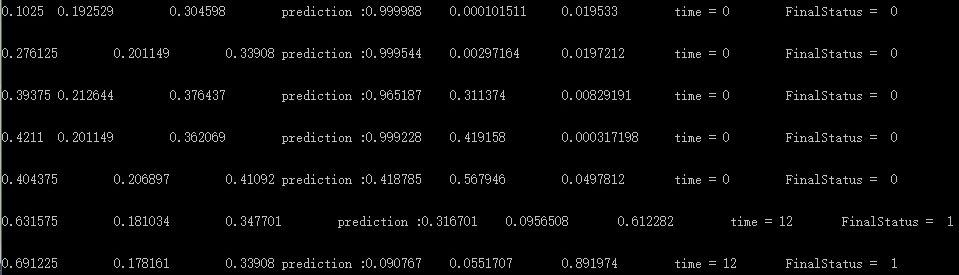 0.1025 0.192529 0.304598 prediction :0.999988 0.000101511 0.019533 time = 0 FinalStatus = 0
0.276125 0.201149 0.33908 prediction :0.999544 0.00297164 0.0197212 time = 0 FinalStatus = 0
0.39375 0.212644 0.376437 prediction :0.965187 0.311374 0.00829191 time = 0 FinalStatus = 0
0.4211 0.201149 0.362069 prediction :0.999228 0.419158 0.000317198 time = 0 FinalStatus = 0
0.404375 0.206897 0.41092 prediction :0.418785 0.567946 0.0497812 time = 0 FinalStatus = 0
0.631575 0.181034 0.347701 prediction :0.316701 0.0956508 0.612282 time = 12 FinalStatus = 1
0.691225 0.178161 0.33908 prediction :0.090767 0.0551707 0.891974 time = 12 FinalStatus = 1